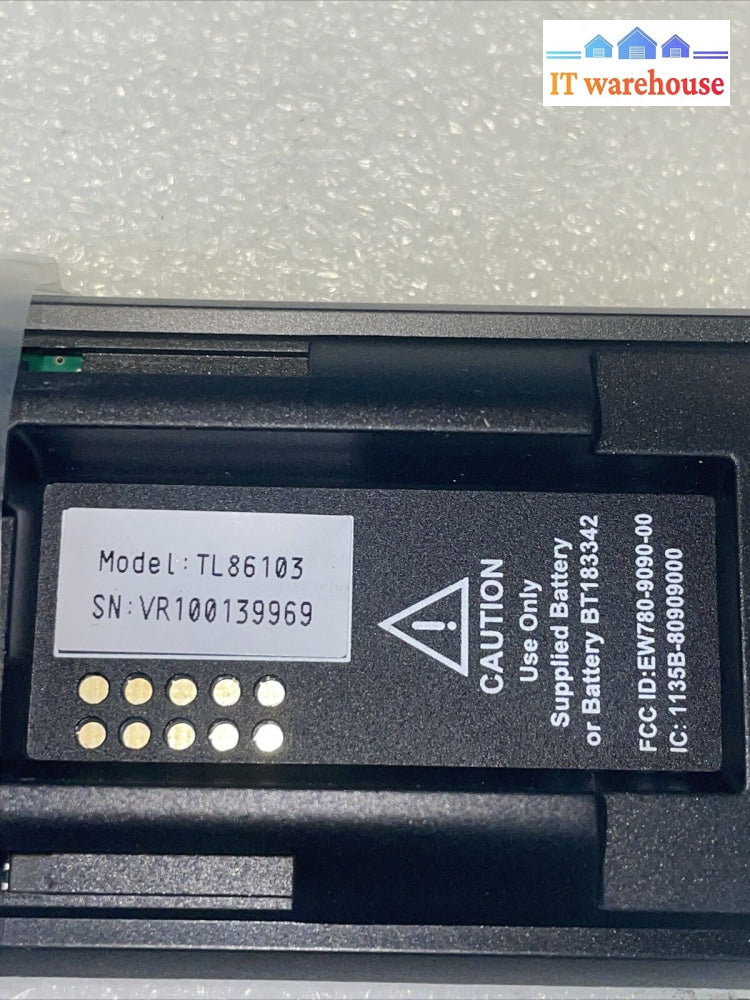 IT warehouse
Model:TL86103
SN:VR100139969
CAUTION
Use Only
Supplied Battery
or Battery BT183342
FCC ID:EW780-9090-00
IC: 1135B-80909000